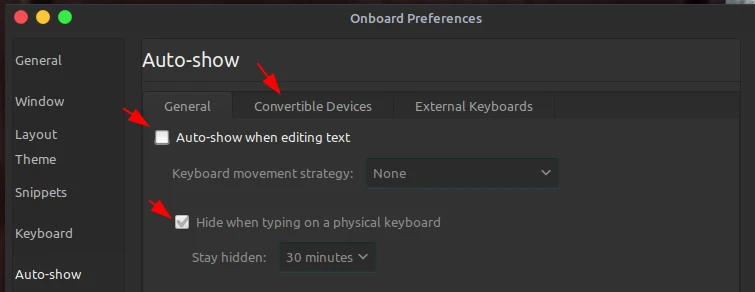 Onboard Preferences
General
Window
Layout
Theme
Snippets
Keyboard
Auto-show
Auto-show
General Convertible Devices External Keyboards
Auto-show when editing text
Keyboard movement strategy: None
Hide when typing on a physical keyboard
Stay hidden: 30 minutes